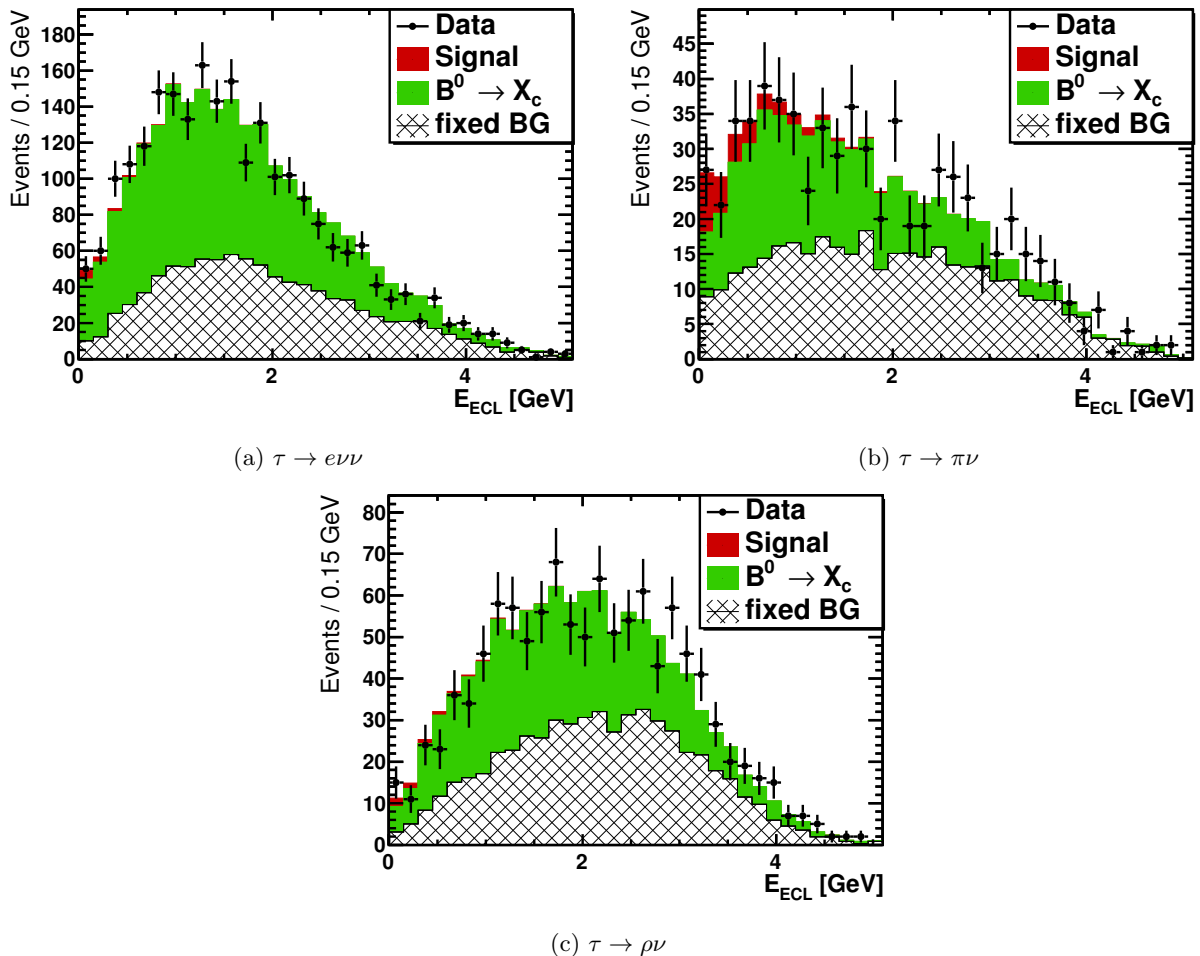 Events / 0.15 GeV
180
160
140
120
100
80
60
40
20
0
0 2 4
E_ECL [GeV]
Data
Signal
B⁰ → X_c
fixed BG
(a) τ → eνν
Events / 0.15 GeV
45
40
35
30
25
20
15
10
5
0
0 2 4
E_ECL [GeV]
Data
Signal
B⁰ → X_c
fixed BG
(b) τ → πν
Events / 0.15 GeV
80
70
60
50
40
30
20
10
0
0 2 4
E_ECL [GeV]
Data
Signal
B⁰ → X_c
fixed BG
(c) τ → ρν